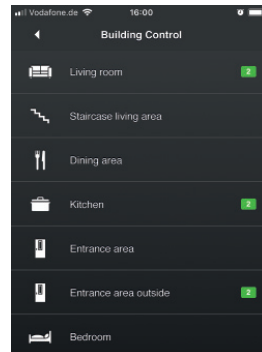 Vodafone.de 16:00
Building Control
Living room 2
Staircase living area
Dining area
Kitchen 2
Entrance area
Entrance area outside 2
Bedroom